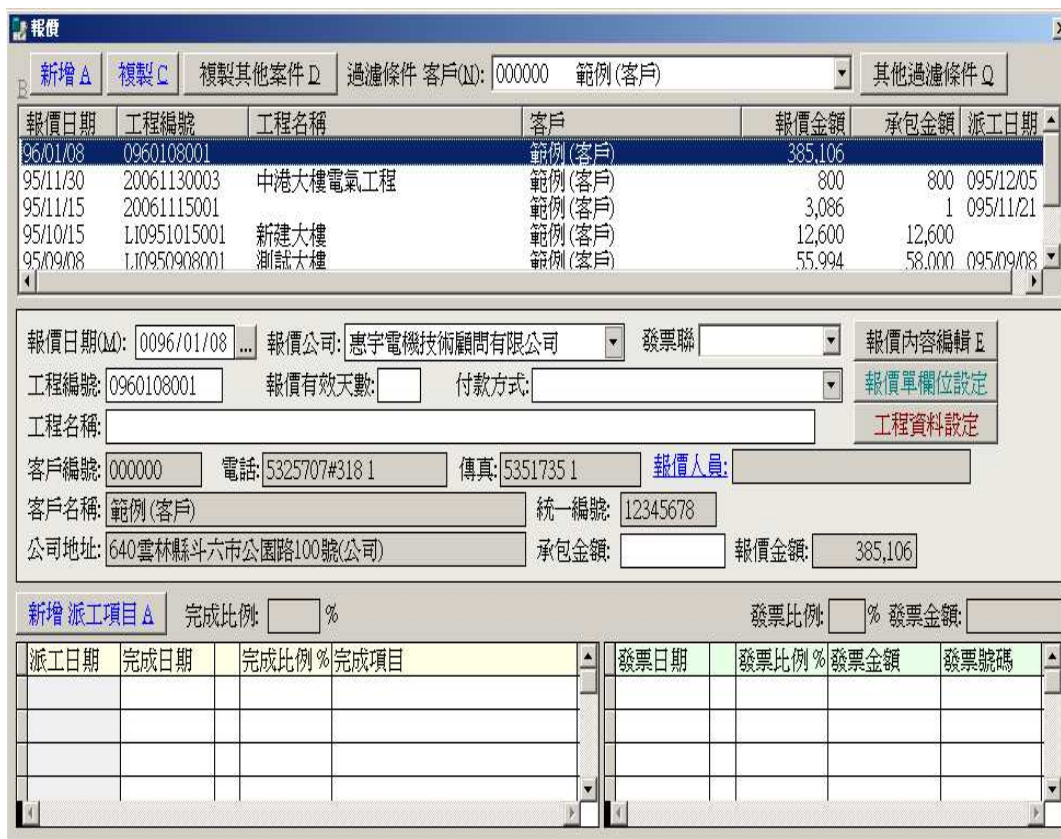 報價
B 新增 A 複製 C 複製其他案件 D 過濾條件 客戶(N): 000000 範例(客戶) 其他過濾條件 Q
報價日期 工程編號 工程名稱 客戶 報價金額 承包金額 派工日期
96/01/08 0960108001 範例(客戶) 385,106
95/11/30 20061130003 中港大樓電氣工程 範例(客戶) 800 800 095/12/05
95/11/15 20061115001 範例(客戶) 3,086 1 095/11/21
95/10/15 LI0951015001 新建大樓 範例(客戶) 12,600 12,600
95/09/08 LI0950908001 測試大樓 範例(客戶) 55,994 58,000 095/09/08
報價日期(M): 0096/01/08 ... 報價公司: 惠宇電機技術顧問有限公司 發票聯 報價內容編輯 E
工程編號: 0960108001 報價有效天數: 付款方式: 報價單欄位設定
工程名稱: 工程資料設定
客戶編號: 000000 電話: 5325707#318 1 傳真: 5351735 1 報價人員:
客戶名稱: 範例(客戶) 統一編號: 12345678
公司地址: 640雲林縣斗六市公園路100號(公司) 承包金額: 報價金額: 385,106
新增 派工項目 A 完成比例: % 發票比例: % 發票金額:
派工日期 完成日期 完成比例 % 完成項目 發票日期 發票比例 % 發票金額 發票號碼